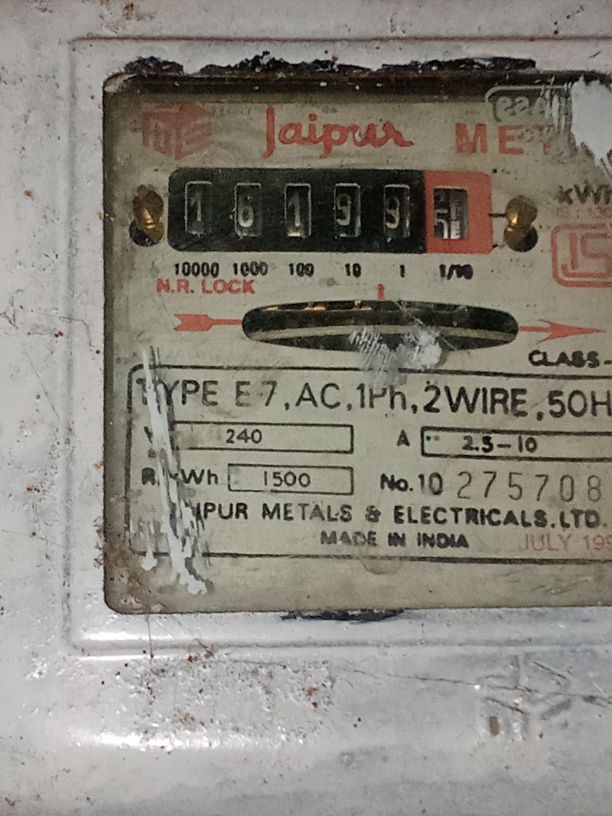 Jaipur
1 6 1 9 9
kWh
10000 1000 100 10 1 1/10
N.R. LOCK
CLASS-
TYPE E-7, AC, 1Ph, 2WIRE, 50H
240 A 2.5-10
Wh 1500 No. 10 275708
METALS & ELECTRICALS. LTD.
MADE IN INDIA JULY 199